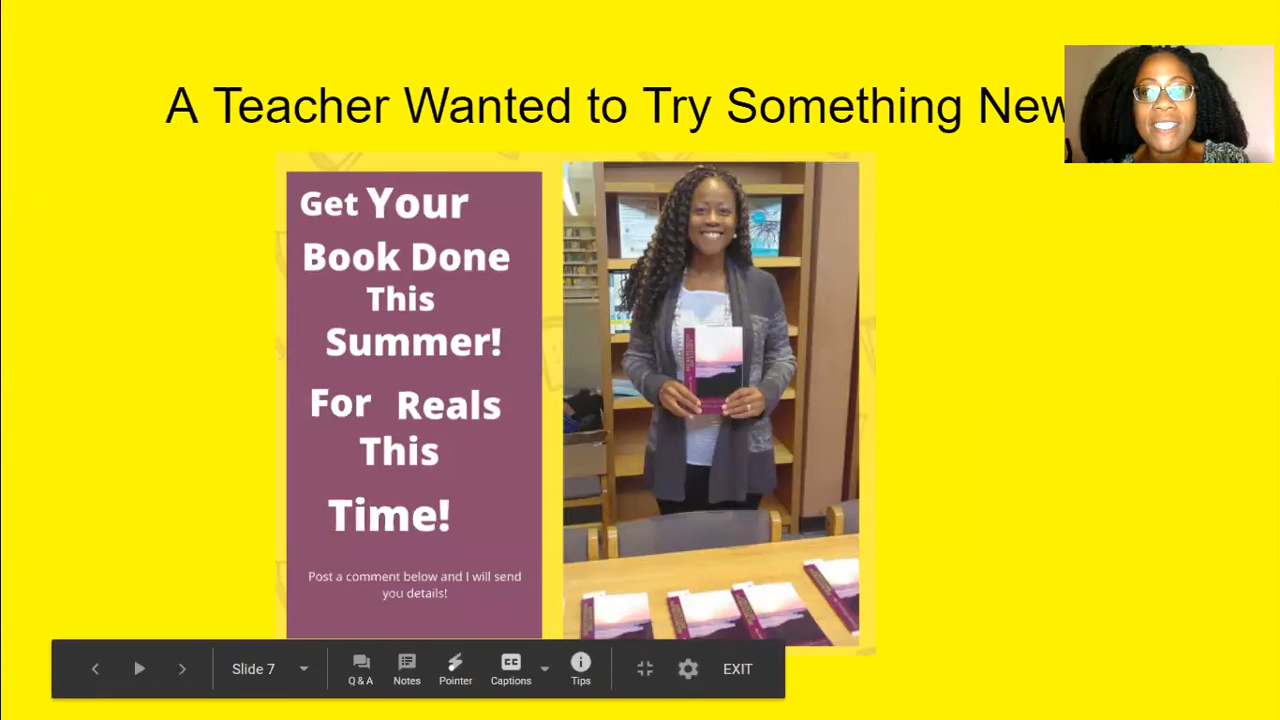 A Teacher Wanted to Try Something New
Get Your
Book Done
This
Summer!
For Reals
This
Time!
Post a comment below and I will send
you details!
Slide 7
Q & A
Notes
Pointer
Captions
Tips
EXIT